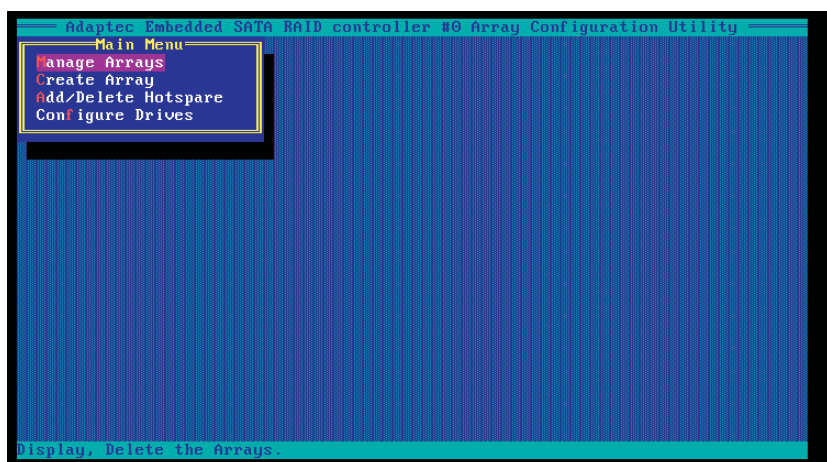 Adaptec Embedded SATA RAID controller #0 Array Configuration Utility
Main Menu
Manage Arrays
Create Array
Add/Delete Hotspare
Configure Drives
Display, Delete the Arrays.